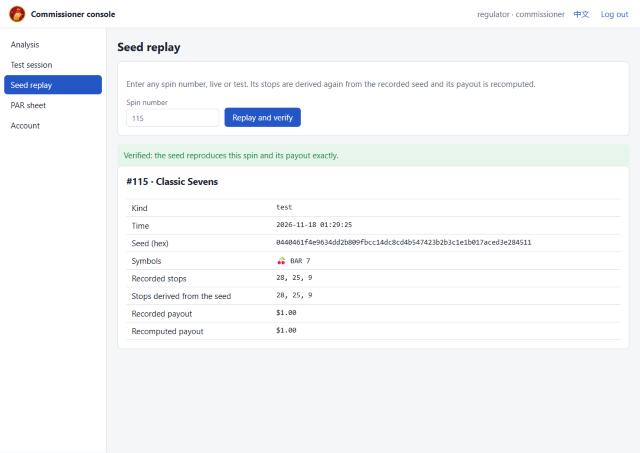 Commissioner console
regulator · commissioner 中文 Log out
Analysis
Test session
Seed replay
PAR sheet
Account
Seed replay
Enter any spin number, live or test. Its stops are derived again from the recorded seed and its payout is recomputed.
Spin number
115
Replay and verify
Verified: the seed reproduces this spin and its payout exactly.
#115 · Classic Sevens
Kind test
Time 2026-11-18 01:29:25
Seed (hex) 0440461f4e9634dd2b809fbcc14dc8cd4b547423b2b3c1e1b017aced3e284511
Symbols 🍒 BAR 7
Recorded stops 28, 25, 9
Stops derived from the seed 28, 25, 9
Recorded payout $1.00
Recomputed payout $1.00